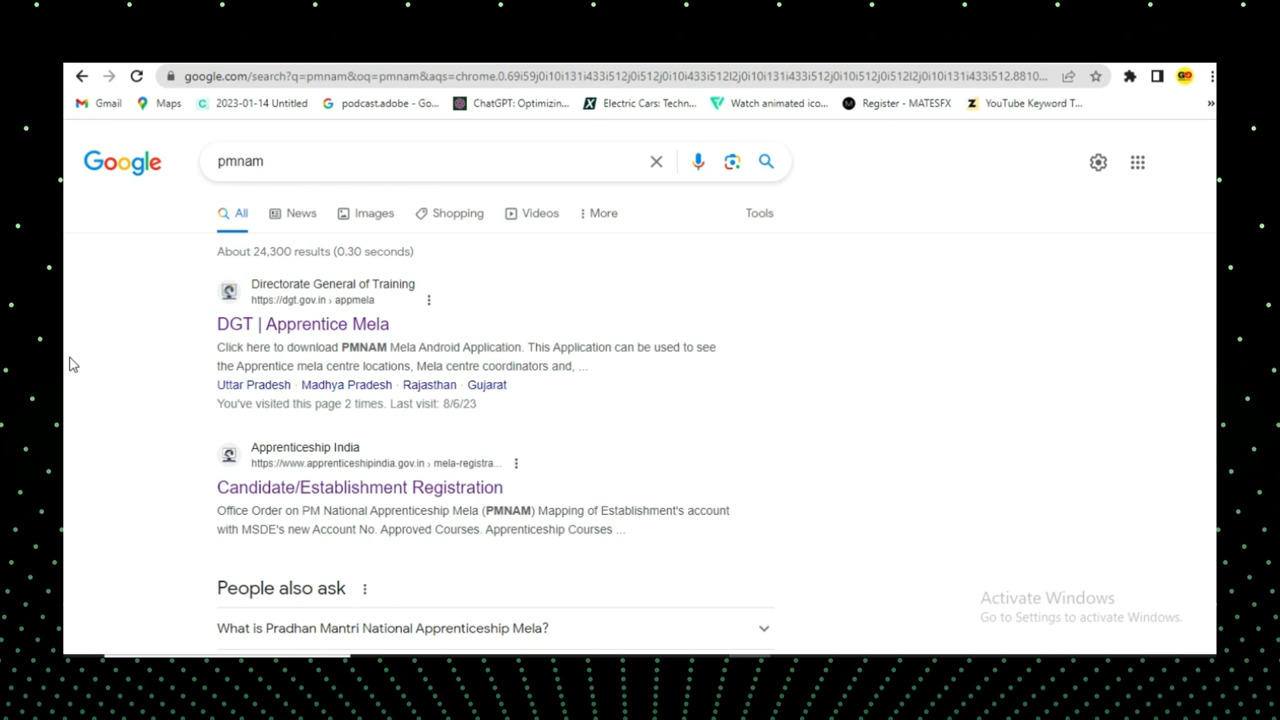 google.com/search?q=pmnam&oq=pmnam&aqs=chrome.0.69i59j0i10i131i433i512j0i512j0i10i433i512l2j0i10i131i433i512j0i10i512j0i512l2j0i10i131i433i512.8810...
Gmail Maps 2023-01-14 Untitled podcast.adobe - Go... ChatGPT: Optimizin... Electric Cars: Techn... Watch animated ico... Register - MATESFX YouTube Keyword T... »
Google pmnam
All News Images Shopping Videos More Tools
About 24,300 results (0.30 seconds)
Directorate General of Training
https://dgt.gov.in › appmela
DGT | Apprentice Mela
Click here to download PMNAM Mela Android Application. This Application can be used to see
the Apprentice mela centre locations, Mela centre coordinators and, ...
Uttar Pradesh · Madhya Pradesh · Rajasthan · Gujarat
You've visited this page 2 times. Last visit: 8/6/23
Apprenticeship India
https://www.apprenticeshipindia.gov.in › mela-registra...
Candidate/Establishment Registration
Office Order on PM National Apprenticeship Mela (PMNAM) Mapping of Establishment's account
with MSDE's new Account No. Approved Courses. Apprenticeship Courses ...
People also ask
Activate Windows
Go to Settings to activate Windows.
What is Pradhan Mantri National Apprenticeship Mela?